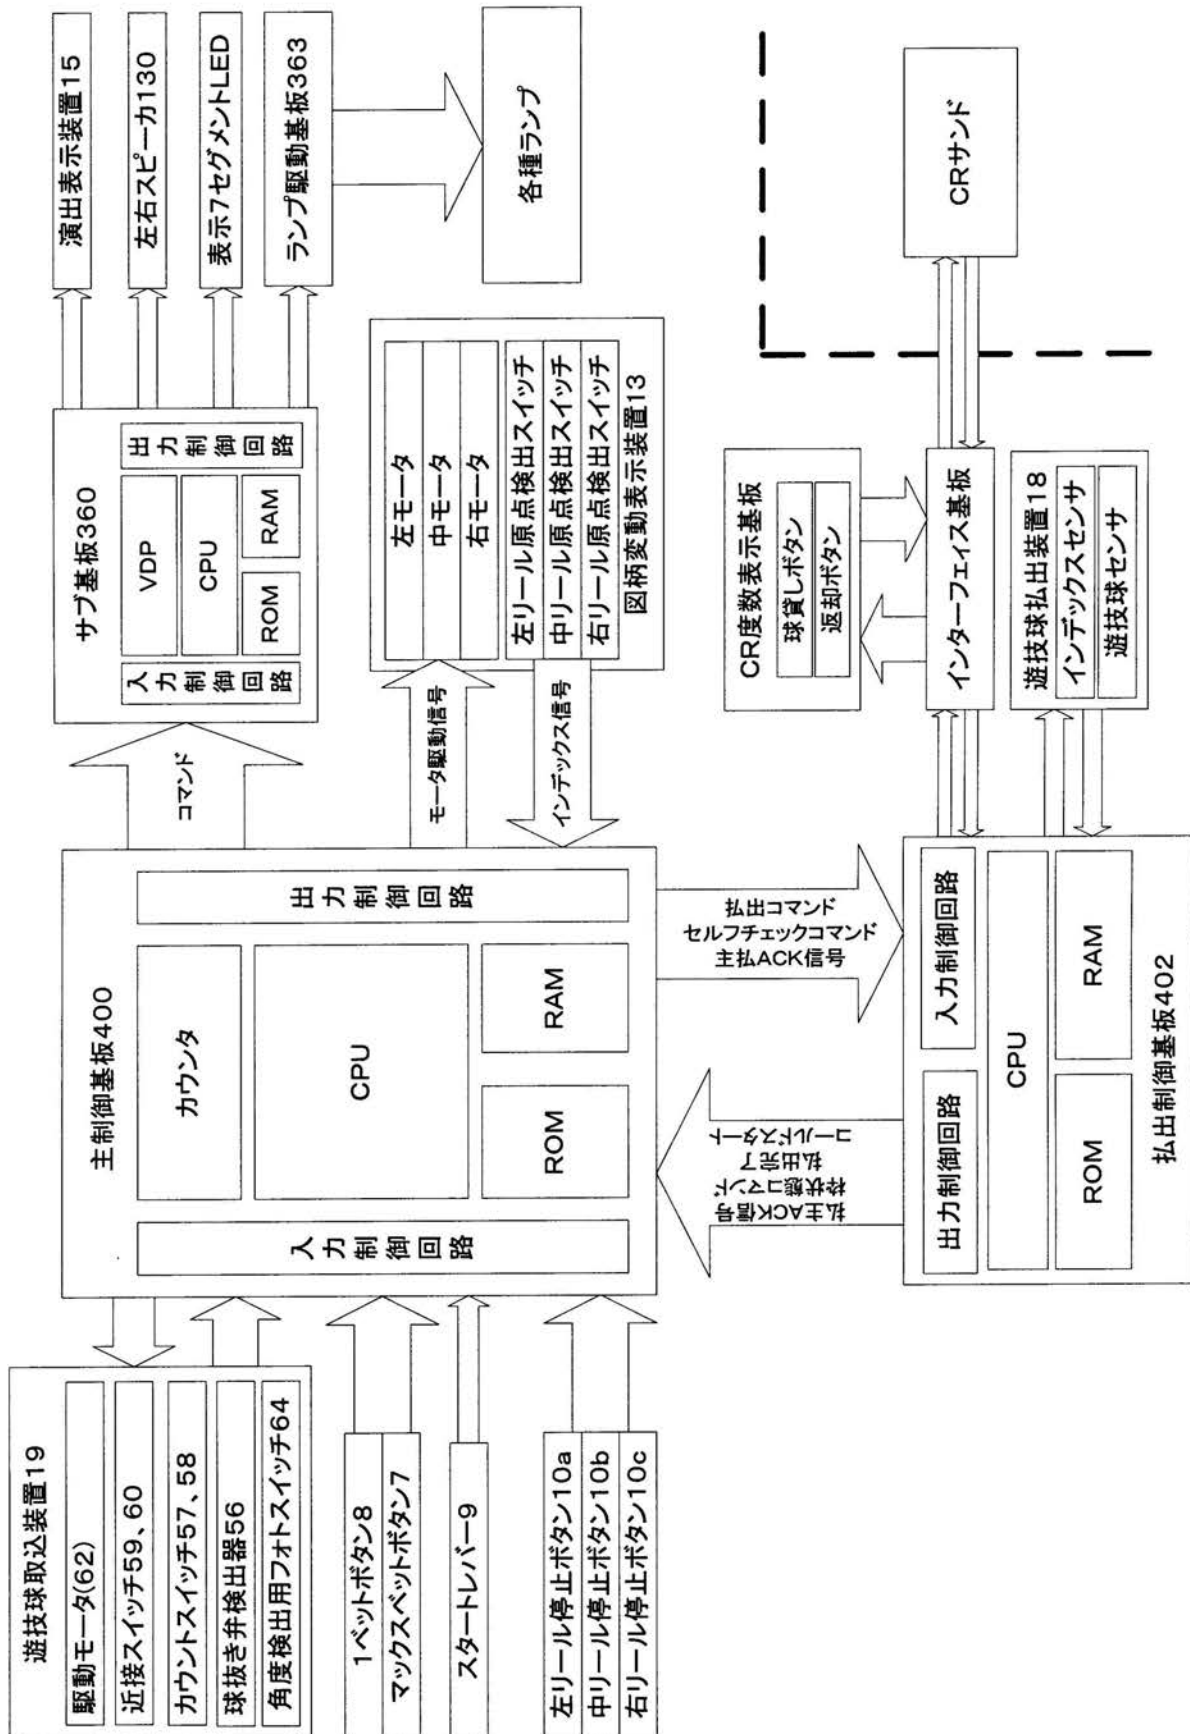 遊技球取込装置19
駆動モータ(62)
近接スイッチ59、60
カウントスイッチ57、58
球抜き弁検出器56
角度検出用フォトスイッチ64
1ベットボタン8
マックスベットボタン7
スタートレバー9
左リール停止ボタン10a
中リール停止ボタン10b
右リール停止ボタン10c
主制御基板400
入力制御回路
カウンタ
CPU
ROM
RAM
出力制御回路
コマンド
サブ基板360
入力制御回路
VDP
CPU
ROM
RAM
出力制御回路
演出表示装置15
左右スピーカ130
表示7セグメントLED
ランプ駆動基板363
各種ランプ
モータ駆動信号
インデックス信号
左モータ
中モータ
右モータ
左リール原点検出スイッチ
中リール原点検出スイッチ
右リール原点検出スイッチ
図柄変動表示装置13
払出コマンド
セルフチェックコマンド
主払ACK信号
払主ACK信号
枠状態コマンド
払出完了
コールドスタート
出力制御回路
入力制御回路
CPU
ROM
RAM
払出制御基板402
CR度数表示基板
球貸しボタン
返却ボタン
インターフェィス基板
遊技球払出装置18
インデックスセンサ
遊技球センサ
CRサンド